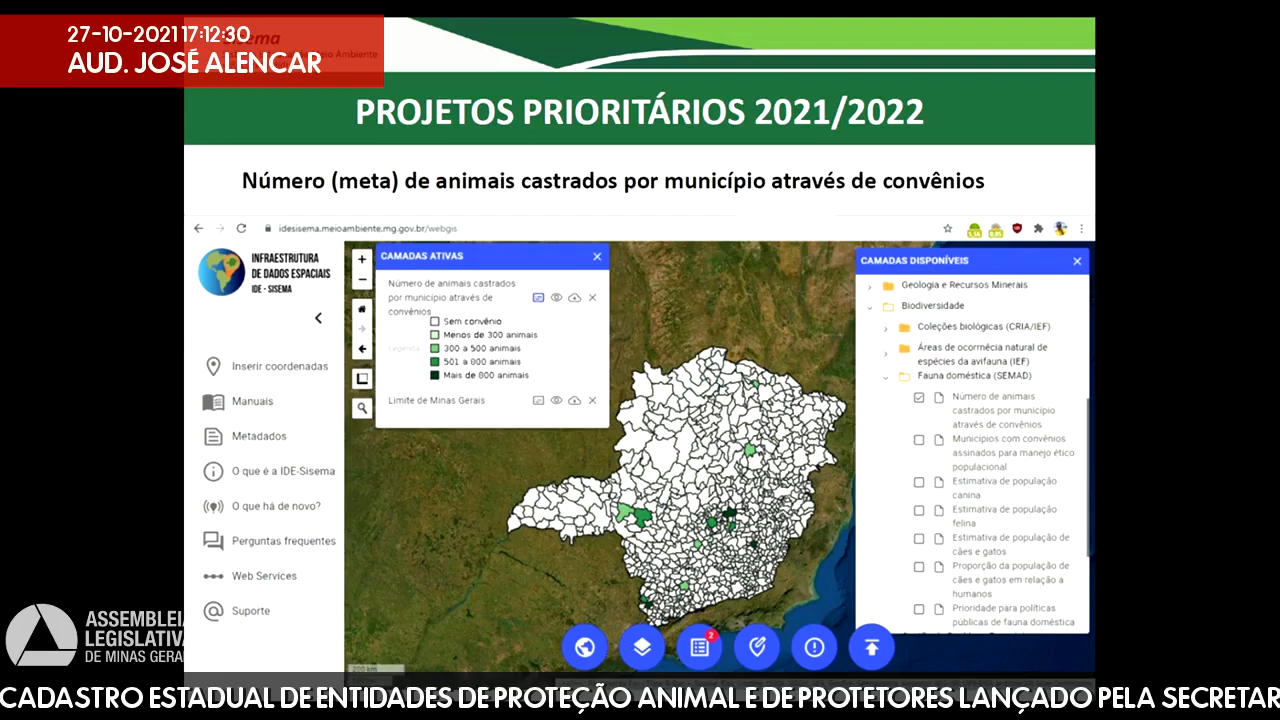 27-10-2021 17:12:30
AUD. JOSÉ ALENCAR
PROJETOS PRIORITÁRIOS 2021/2022
Número (meta) de animais castrados por município através de convênios
idesisema.meioambiente.mg.gov.br/webgis
INFRAESTRUTURA
DE DADOS ESPACIAIS
IDE - SISEMA
Inserir coordenadas
Manuais
Metadados
O que é a IDE-Sisema
O que há de novo?
Perguntas frequentes
Web Services
Suporte
CAMADAS ATIVAS
Número de animais castrados
por município através de
convênios
Legenda
Sem convênio
Menos de 300 animais
300 a 500 animais
501 a 800 animais
Mais de 800 animais
Limite de Minas Gerais
CAMADAS DISPONÍVEIS
Geologia e Recursos Minerais
Biodiversidade
Coleções biológicas (CRIA/IEF)
Áreas de ocorrnêcia natural de
espécies da avifauna (IEF)
Fauna doméstica (SEMAD)
Número de animais
castrados por município
através de convênios
Municípios com convênios
assinados para manejo ético
populacional
Estimativa de população
canina
Estimativa de população
felina
Estimativa de população de
cães e gatos
Proporção da população de
cães e gatos em relação a
humanos
Prioridade para políticas
públicas de fauna doméstica
2
200 km
ASSEMBLEIA
LEGISLATIVA
DE MINAS GERAIS
CADASTRO ESTADUAL DE ENTIDADES DE PROTEÇÃO ANIMAL E DE PROTETORES LANÇADO PELA SECRETAR